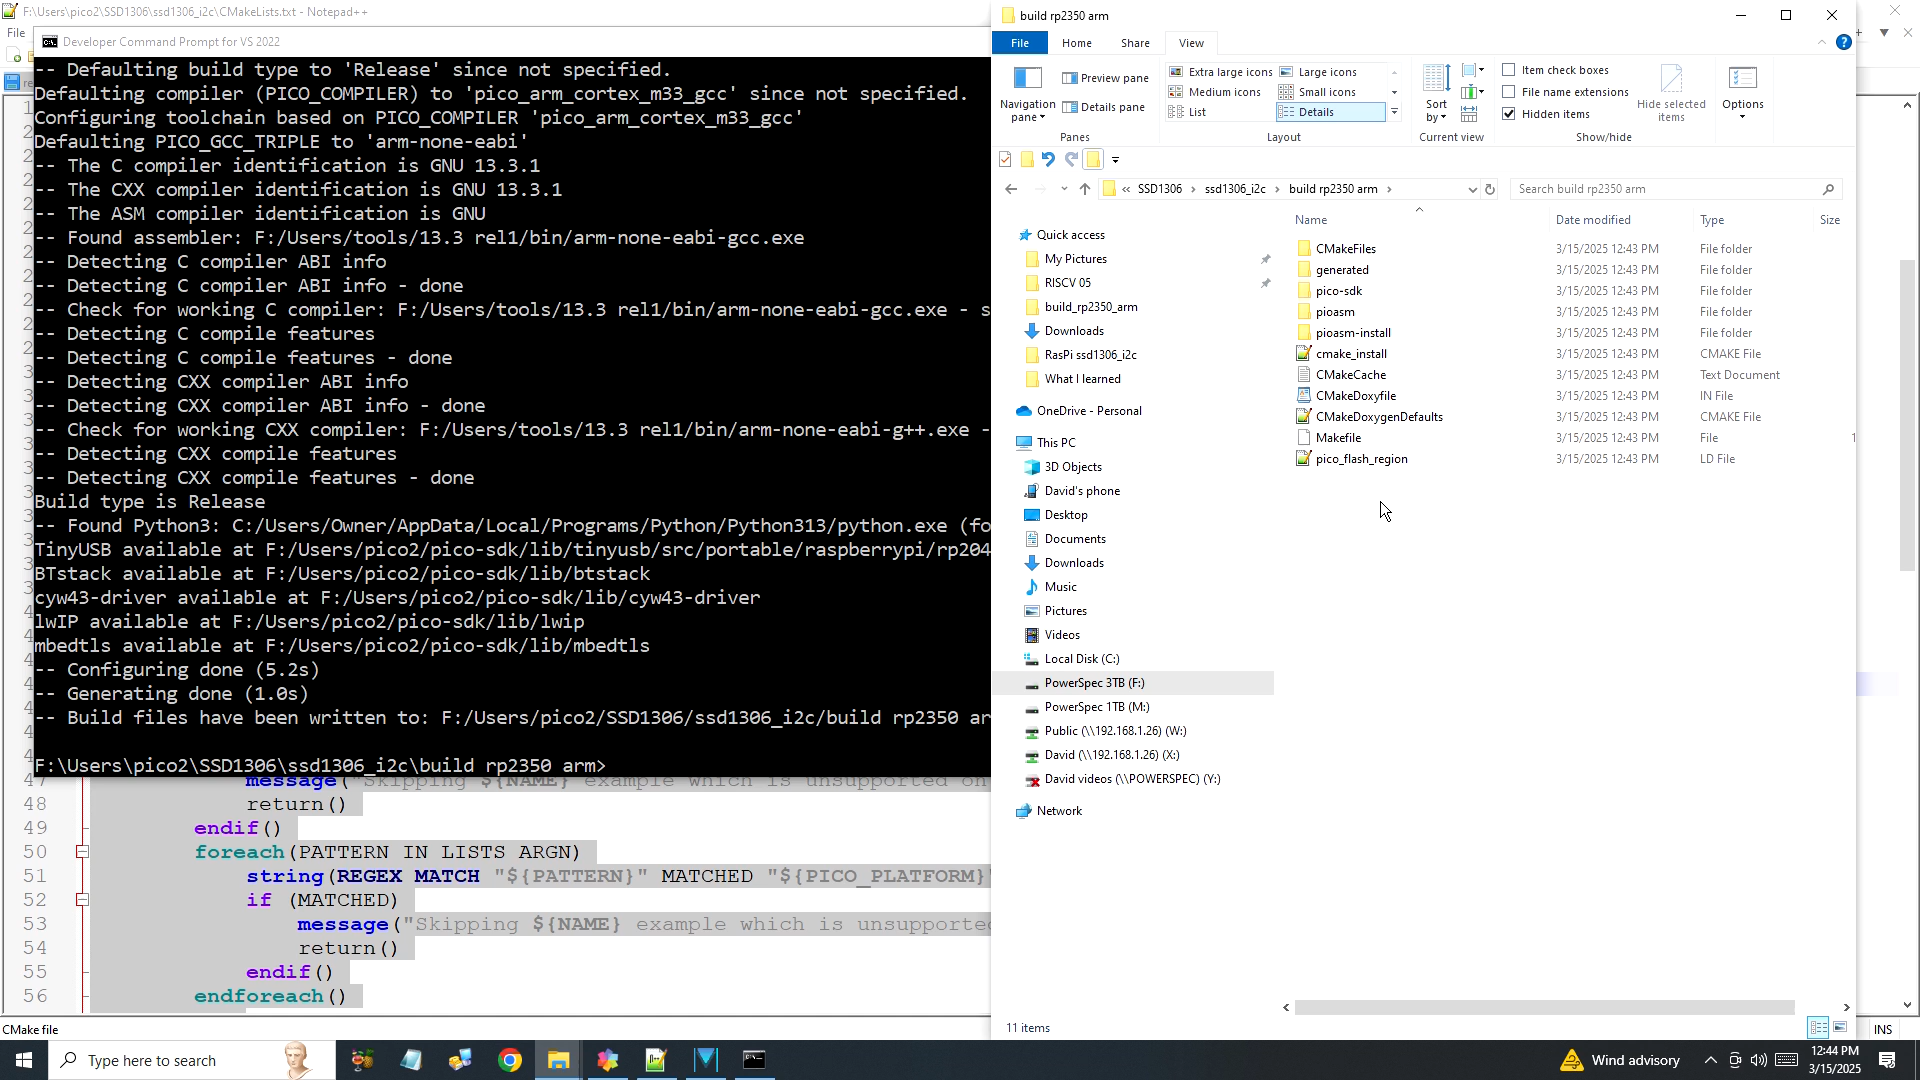 F:\Users\pico2\SSD1306\ssd1306_i2c\CMakeLists.txt - Notepad++
File
Developer Command Prompt for VS 2022
-- Defaulting build type to 'Release' since not specified.
Defaulting compiler (PICO_COMPILER) to 'pico_arm_cortex_m33_gcc' since not specified.
Configuring toolchain based on PICO_COMPILER 'pico_arm_cortex_m33_gcc'
Defaulting PICO_GCC_TRIPLE to 'arm-none-eabi'
-- The C compiler identification is GNU 13.3.1
-- The CXX compiler identification is GNU 13.3.1
-- The ASM compiler identification is GNU
-- Found assembler: F:/Users/tools/13.3 rel1/bin/arm-none-eabi-gcc.exe
-- Detecting C compiler ABI info
-- Detecting C compiler ABI info - done
-- Check for working C compiler: F:/Users/tools/13.3 rel1/bin/arm-none-eabi-gcc.exe - s
-- Detecting C compile features
-- Detecting C compile features - done
-- Detecting CXX compiler ABI info
-- Detecting CXX compiler ABI info - done
-- Check for working CXX compiler: F:/Users/tools/13.3 rel1/bin/arm-none-eabi-g++.exe -
-- Detecting CXX compile features
-- Detecting CXX compile features - done
Build type is Release
-- Found Python3: C:/Users/Owner/AppData/Local/Programs/Python/Python313/python.exe (fo
TinyUSB available at F:/Users/pico2/pico-sdk/lib/tinyusb/src/portable/raspberrypi/rp204
BTstack available at F:/Users/pico2/pico-sdk/lib/btstack
cyw43-driver available at F:/Users/pico2/pico-sdk/lib/cyw43-driver
lwIP available at F:/Users/pico2/pico-sdk/lib/lwip
mbedtls available at F:/Users/pico2/pico-sdk/lib/mbedtls
-- Configuring done (5.2s)
-- Generating done (1.0s)
-- Build files have been written to: F:/Users/pico2/SSD1306/ssd1306_i2c/build rp2350 ar
F:\Users\pico2\SSD1306\ssd1306_i2c\build rp2350 arm>
47 message("Skipping ${NAME} example which is unsupported on
48 return()
49 endif()
50 foreach(PATTERN IN LISTS ARGN)
51 string(REGEX MATCH "${PATTERN}" MATCHED "${PICO_PLATFORM}"
52 if (MATCHED)
53 message("Skipping ${NAME} example which is unsupported
54 return()
55 endif()
56 endforeach()
CMake file
INS
build rp2350 arm
File Home Share View
Navigation pane
Preview pane
Details pane
Panes
Extra large icons Large icons
Medium icons Small icons
List Details
Layout
Sort by
Current view
Item check boxes
File name extensions
Hidden items
Hide selected items
Show/hide
Options
« SSD1306 › ssd1306_i2c › build rp2350 arm ›
Search build rp2350 arm
Quick access
My Pictures
RISCV 05
build_rp2350_arm
Downloads
RasPi ssd1306_i2c
What I learned
OneDrive - Personal
This PC
3D Objects
David's phone
Desktop
Documents
Downloads
Music
Pictures
Videos
Local Disk (C:)
PowerSpec 3TB (F:)
PowerSpec 1TB (M:)
Public (\\192.168.1.26) (W:)
David (\\192.168.1.26) (X:)
David videos (\\POWERSPEC) (Y:)
Network
Name Date modified Type Size
CMakeFiles 3/15/2025 12:43 PM File folder
generated 3/15/2025 12:43 PM File folder
pico-sdk 3/15/2025 12:43 PM File folder
pioasm 3/15/2025 12:43 PM File folder
pioasm-install 3/15/2025 12:43 PM File folder
cmake_install 3/15/2025 12:43 PM CMAKE File
CMakeCache 3/15/2025 12:43 PM Text Document
CMakeDoxyfile 3/15/2025 12:43 PM IN File
CMakeDoxygenDefaults 3/15/2025 12:43 PM CMAKE File
Makefile 3/15/2025 12:43 PM File 1
pico_flash_region 3/15/2025 12:43 PM LD File
11 items
Type here to search
Wind advisory
12:44 PM
3/15/2025